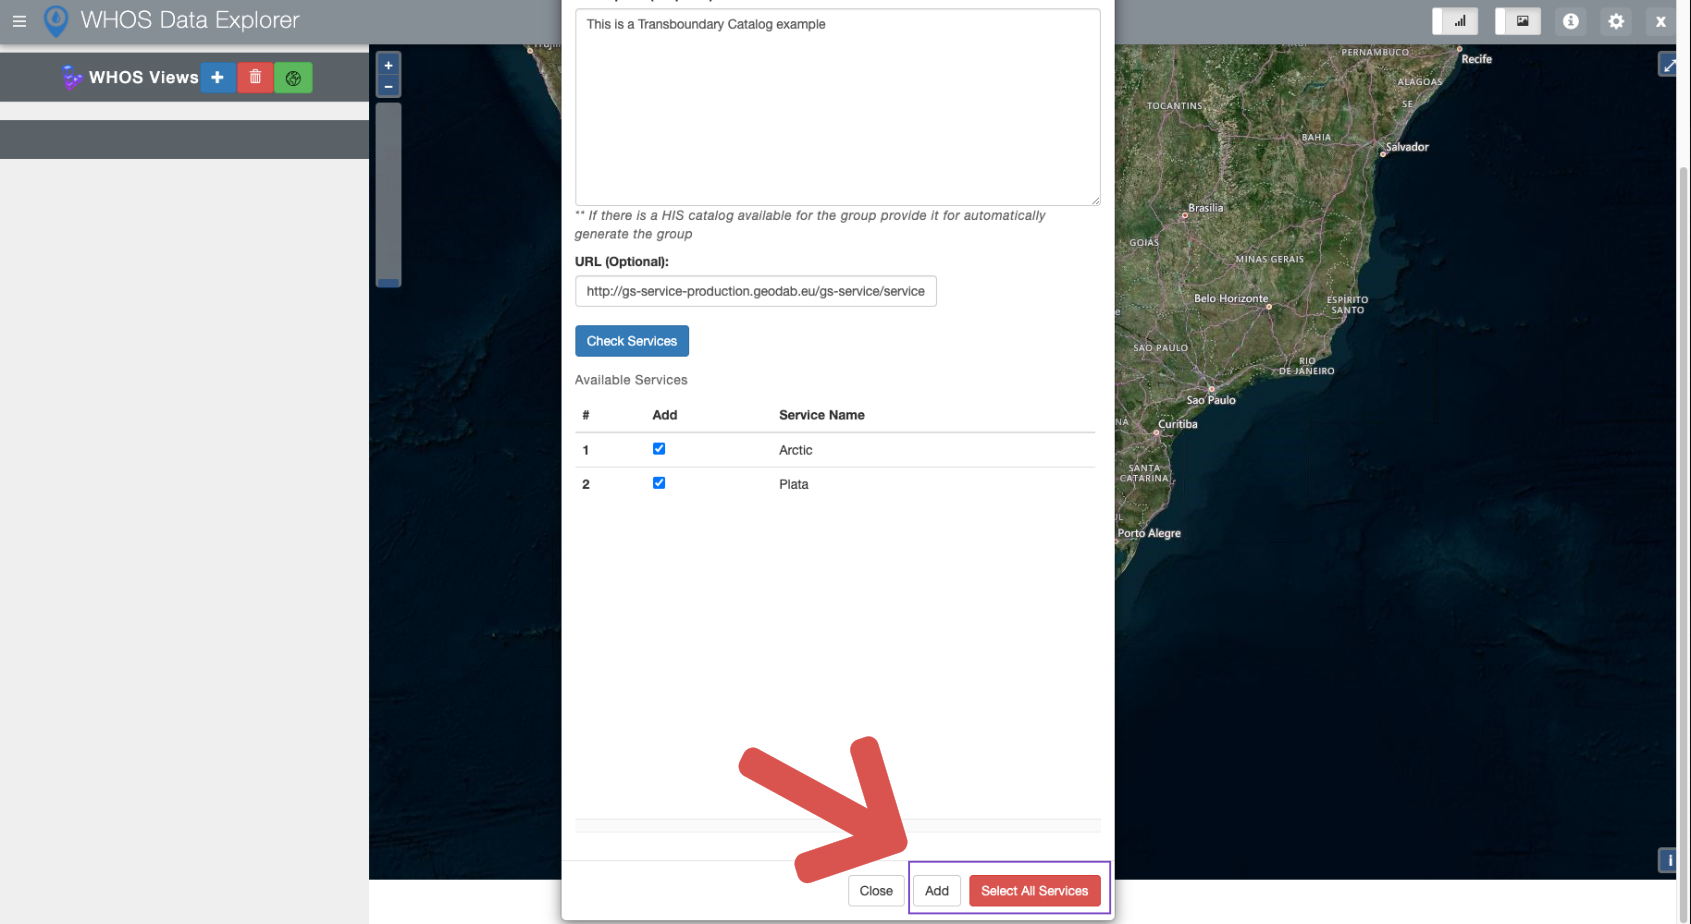 WHOS Data Explorer
WHOS Views
This is a Transboundary Catalog example
** If there is a HIS catalog available for the group provide it for automatically
generate the group
URL (Optional):
http://gs-service-production.geodab.eu/gs-service/service
Check Services
Available Services
# Add Service Name
1 Arctic
2 Plata
Close Add Select All Services
PERNAMBUCO
Recife
ALAGOAS
SE
TOCANTINS
BAHIA
Salvador
Brasilia
GOIÁS
MINAS GERAIS
Belo Horizonte
ESPÍRITO
SANTO
SÃO PAULO
RIO
DE JANEIRO
Sao Paulo
Curitiba
SANTA
CATARINA
Porto Alegre